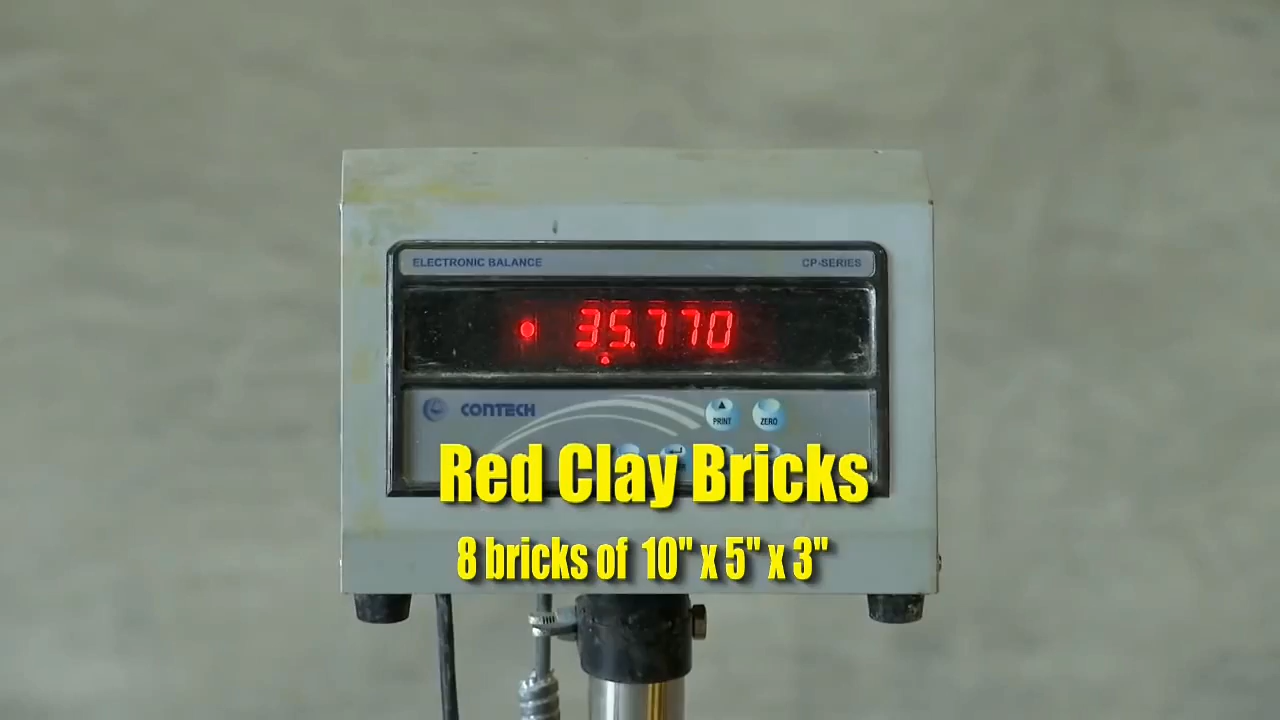 ELECTRONIC BALANCE CP-SERIES
35.770
CONTECH
PRINT ZERO
Red Clay Bricks
8 bricks of 10" x 5" x 3"